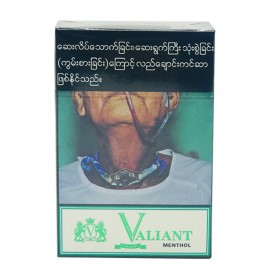 ဆေးလိပ်သောက်ခြင်း၊ ဆေးရွက်ကြီး သုံးစွဲခြင်း
(ကွမ်းစားခြင်း)ကြောင့် လည်ချောင်းကင်ဆာ
ဖြစ်နိုင်သည်။
VALIANT
MENTHOL